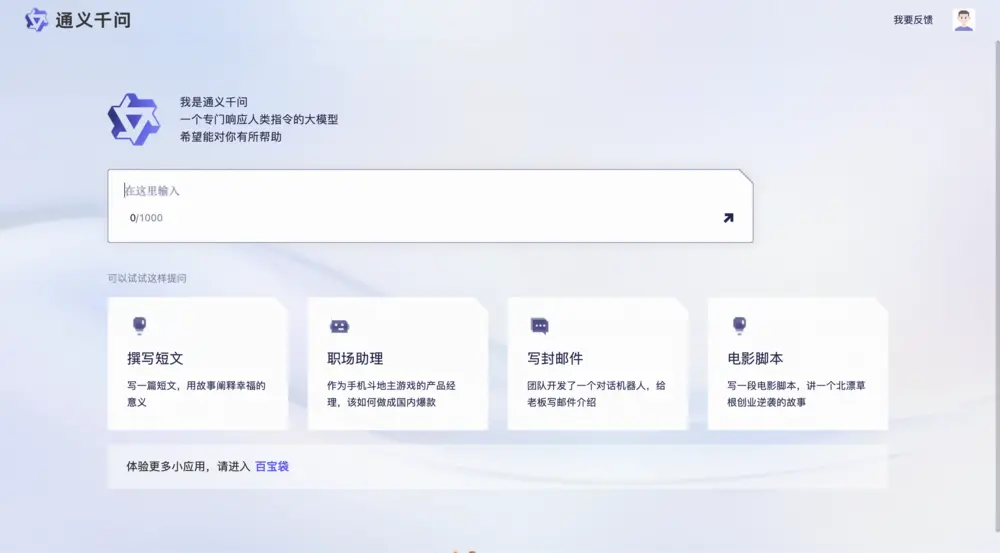 通义千问
我要反馈
我是通义千问
一个专门响应人类指令的大模型
希望能对你有所帮助
在这里输入
0/1000
可以试试这样提问
撰写短文
写一篇短文，用故事阐释幸福的
意义
职场助理
作为手机斗地主游戏的产品经
理，该如何做成国内爆款
写封邮件
团队开发了一个对话机器人，给
老板写邮件介绍
电影脚本
写一段电影脚本，讲一个北漂草
根创业逆袭的故事
体验更多小应用，请进入 百宝袋